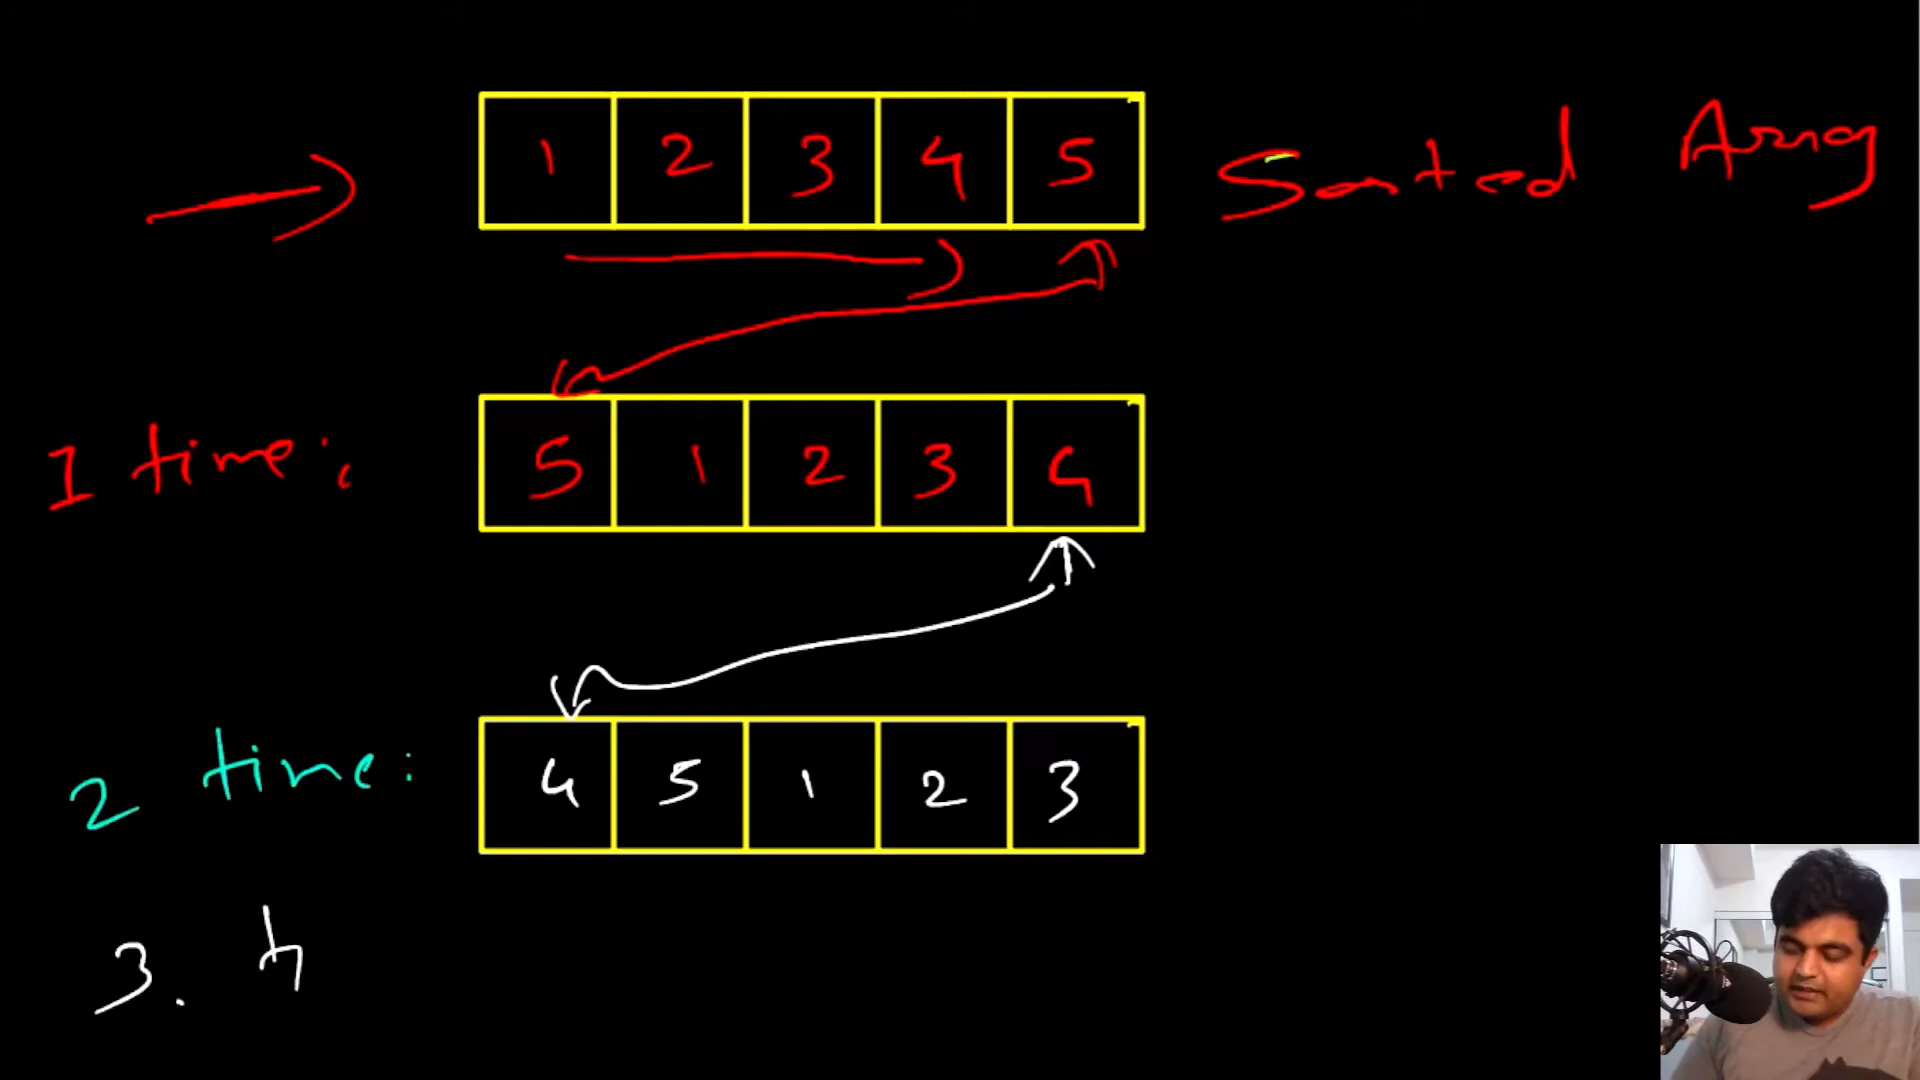 1 2 3 4 5 Sorted Array
1 time: 5 1 2 3 4
2 time: 4 5 1 2 3
3. ti